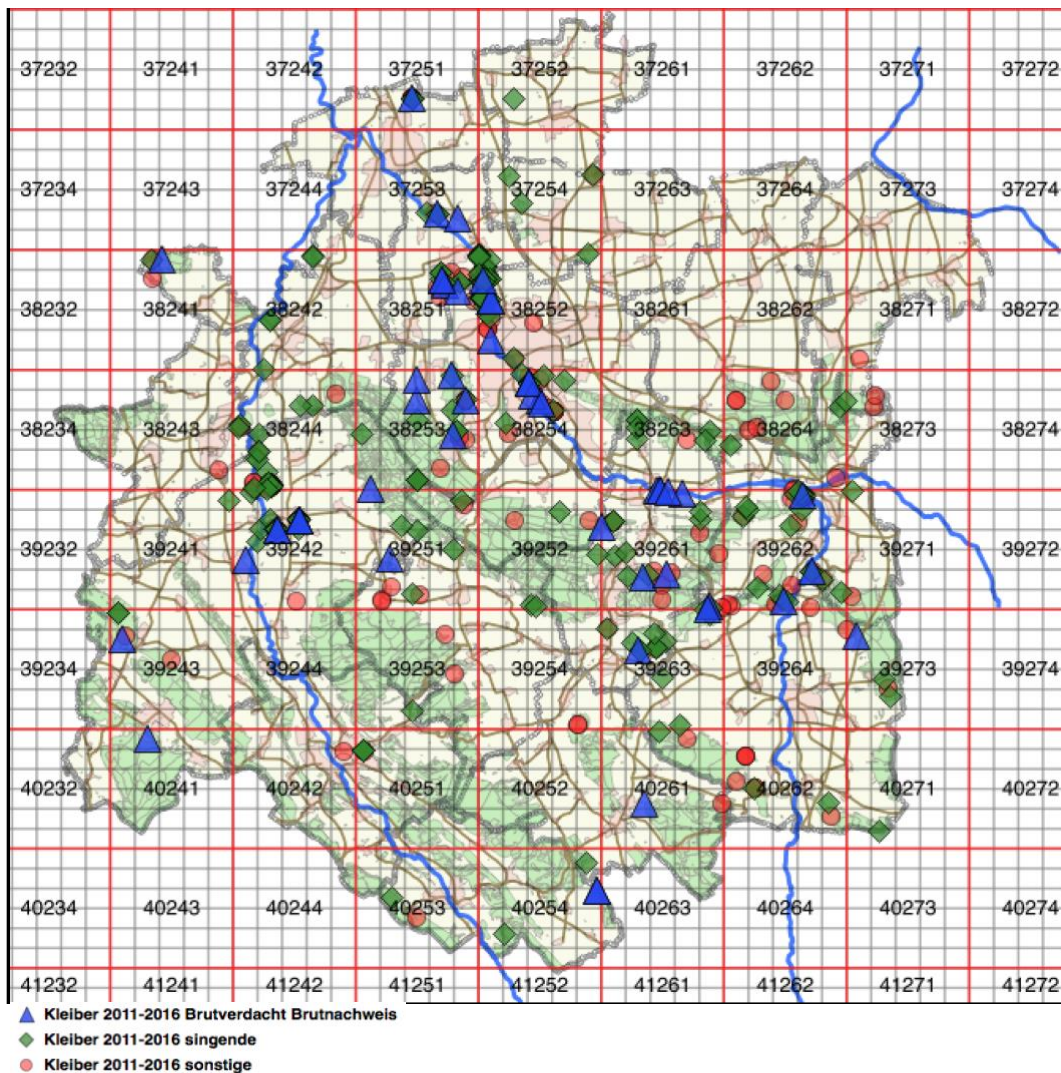 37232 37241 37242 37251 37252 37261 37262 37271 37272
37234 37243 37244 37253 37254 37263 37264 37273 37274
38241 38242 38251 38252 38261 38262 38271 38272
38234 38243 38244 38253 38254 38263 38264 38273 38274
39232 39241 39242 39251 39252 39261 39262 39271 39272
39234 39243 39244 39253 39254 39263 39264 39273 39274
40232 40241 40242 40251 40252 40261 40262 40271 40272
40234 40243 40244 40253 40254 40263 40264 40273 40274
41232 41241 41242 41251 41252 41261 41262 41271 41272
Kleiber 2011-2016 Brutverdacht Brutnachweis
Kleiber 2011-2016 singende
Kleiber 2011-2016 sonstige